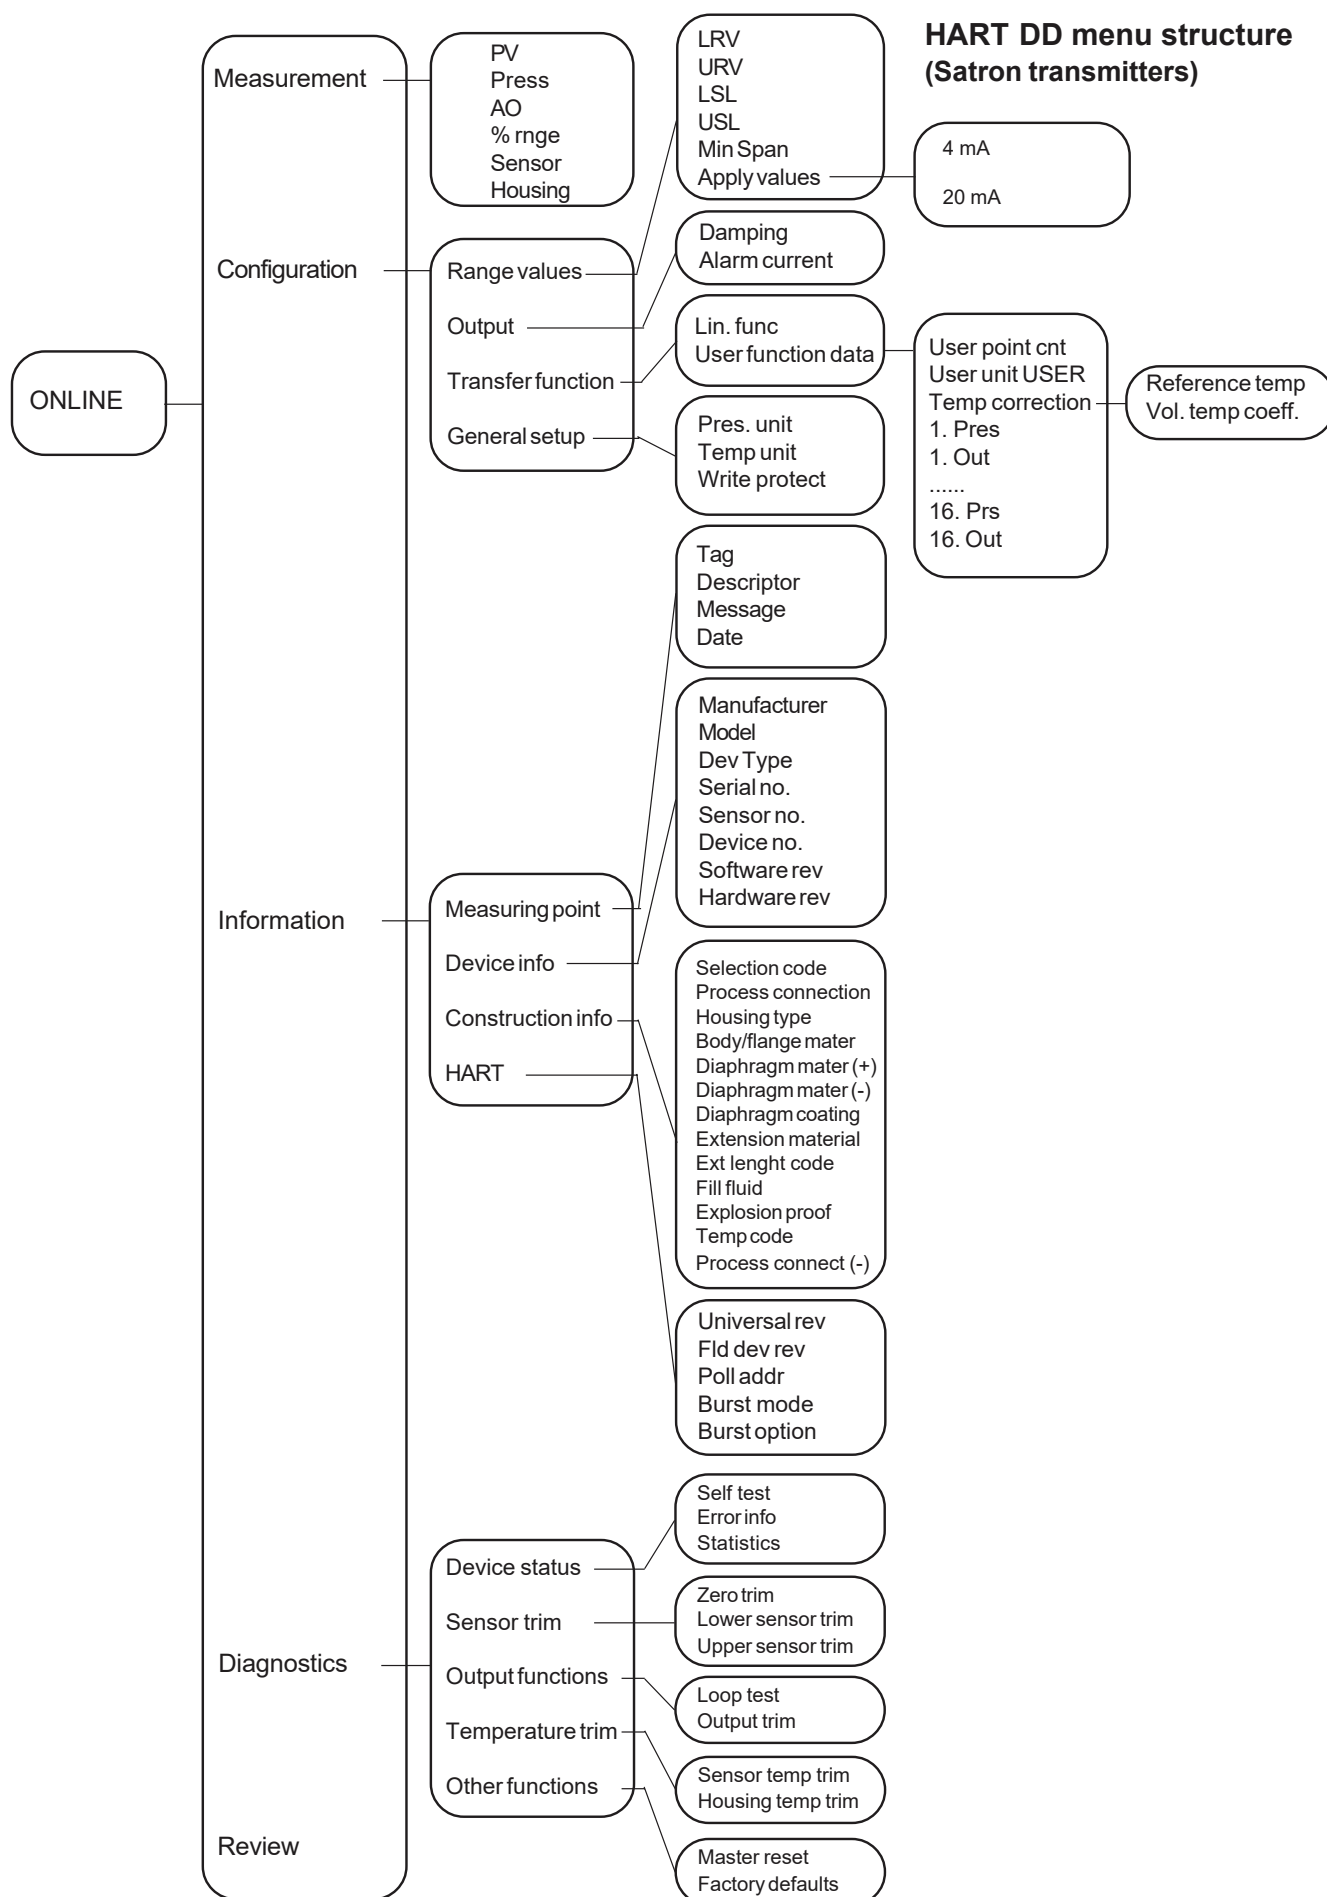 HART DD menu structure
(Satron transmitters)
ONLINE
Measurement
Configuration
Information
Diagnostics
Review
PV
Press
AO
% rnge
Sensor
Housing
Range values
Output
Transfer function
General setup
LRV
URV
LSL
USL
Min Span
Apply values
4 mA
20 mA
Damping
Alarm current
Lin. func
User function data
User point cnt
User unit USER
Temp correction
1. Pres
1. Out
......
16. Prs
16. Out
Reference temp
Vol. temp coeff.
Pres. unit
Temp unit
Write protect
Measuring point
Device info
Construction info
HART
Tag
Descriptor
Message
Date
Manufacturer
Model
Dev Type
Serial no.
Sensor no.
Device no.
Software rev
Hardware rev
Selection code
Process connection
Housing type
Body/flange mater
Diaphragm mater (+)
Diaphragm mater (-)
Diaphragm coating
Extension material
Ext lenght code
Fill fluid
Explosion proof
Temp code
Process connect (-)
Universal rev
Fld dev rev
Poll addr
Burst mode
Burst option
Device status
Sensor trim
Output functions
Temperature trim
Other functions
Self test
Error info
Statistics
Zero trim
Lower sensor trim
Upper sensor trim
Loop test
Output trim
Sensor temp trim
Housing temp trim
Master reset
Factory defaults